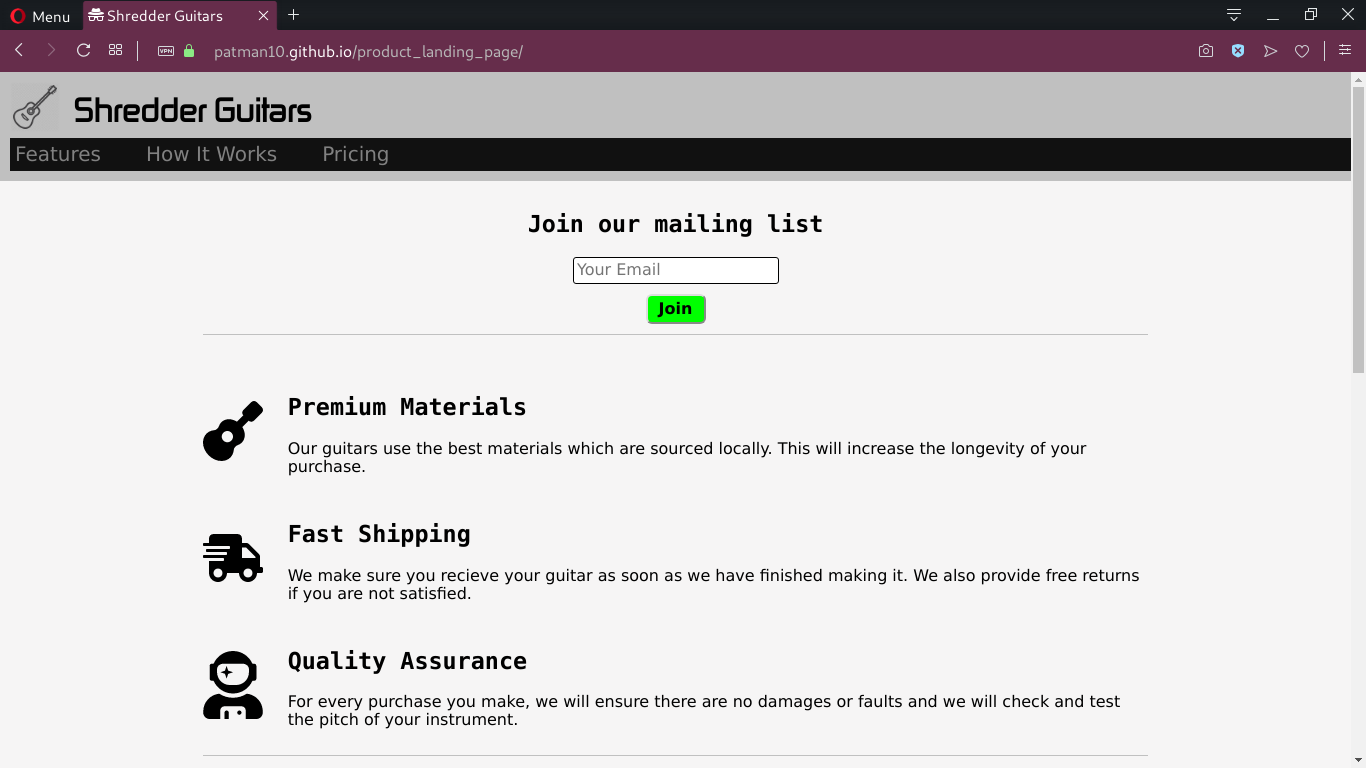 Menu
Shredder Guitars
VPN
patman10.github.io/product_landing_page/
Shredder Guitars
Features How It Works Pricing
Join our mailing list
Your Email
Join
Premium Materials
Our guitars use the best materials which are sourced locally. This will increase the longevity of your
purchase.
Fast Shipping
We make sure you recieve your guitar as soon as we have finished making it. We also provide free returns
if you are not satisfied.
Quality Assurance
For every purchase you make, we will ensure there are no damages or faults and we will check and test
the pitch of your instrument.